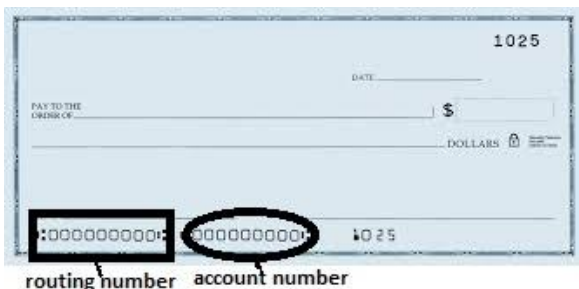 1025
DATE
PAY TO THE
ORDER OF
$
DOLLARS
⑆000000000⑆ 000000000⑈ 1025
routing number account number